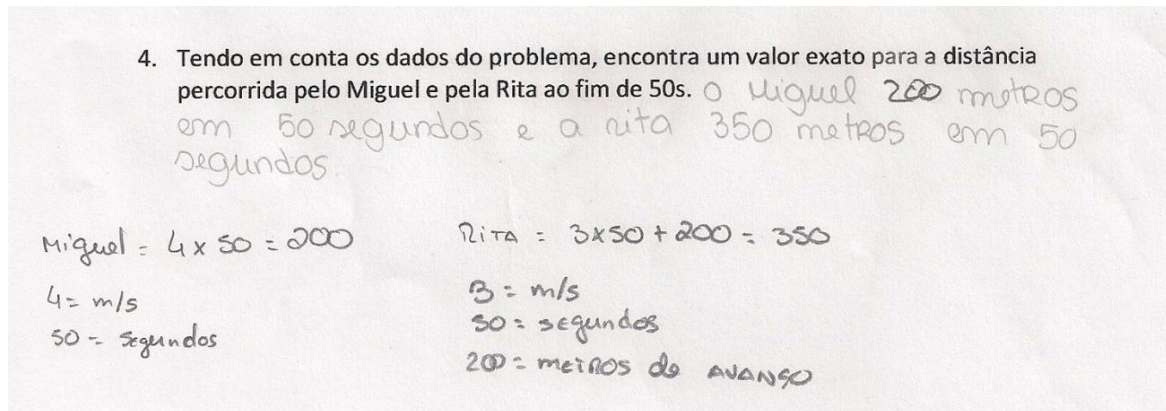 4. Tendo em conta os dados do problema, encontra um valor exato para a distância
percorrida pelo Miguel e pela Rita ao fim de 50s. O Miguel 200 metros
em 50 segundos e a rita 350 metros em 50
segundos.
Miguel = 4 x 50 = 200
4 = m/s
50 = segundos
RITA = 3x50 + 200 = 350
3 = m/s
50 = segundos
200 = metros de AVANSO